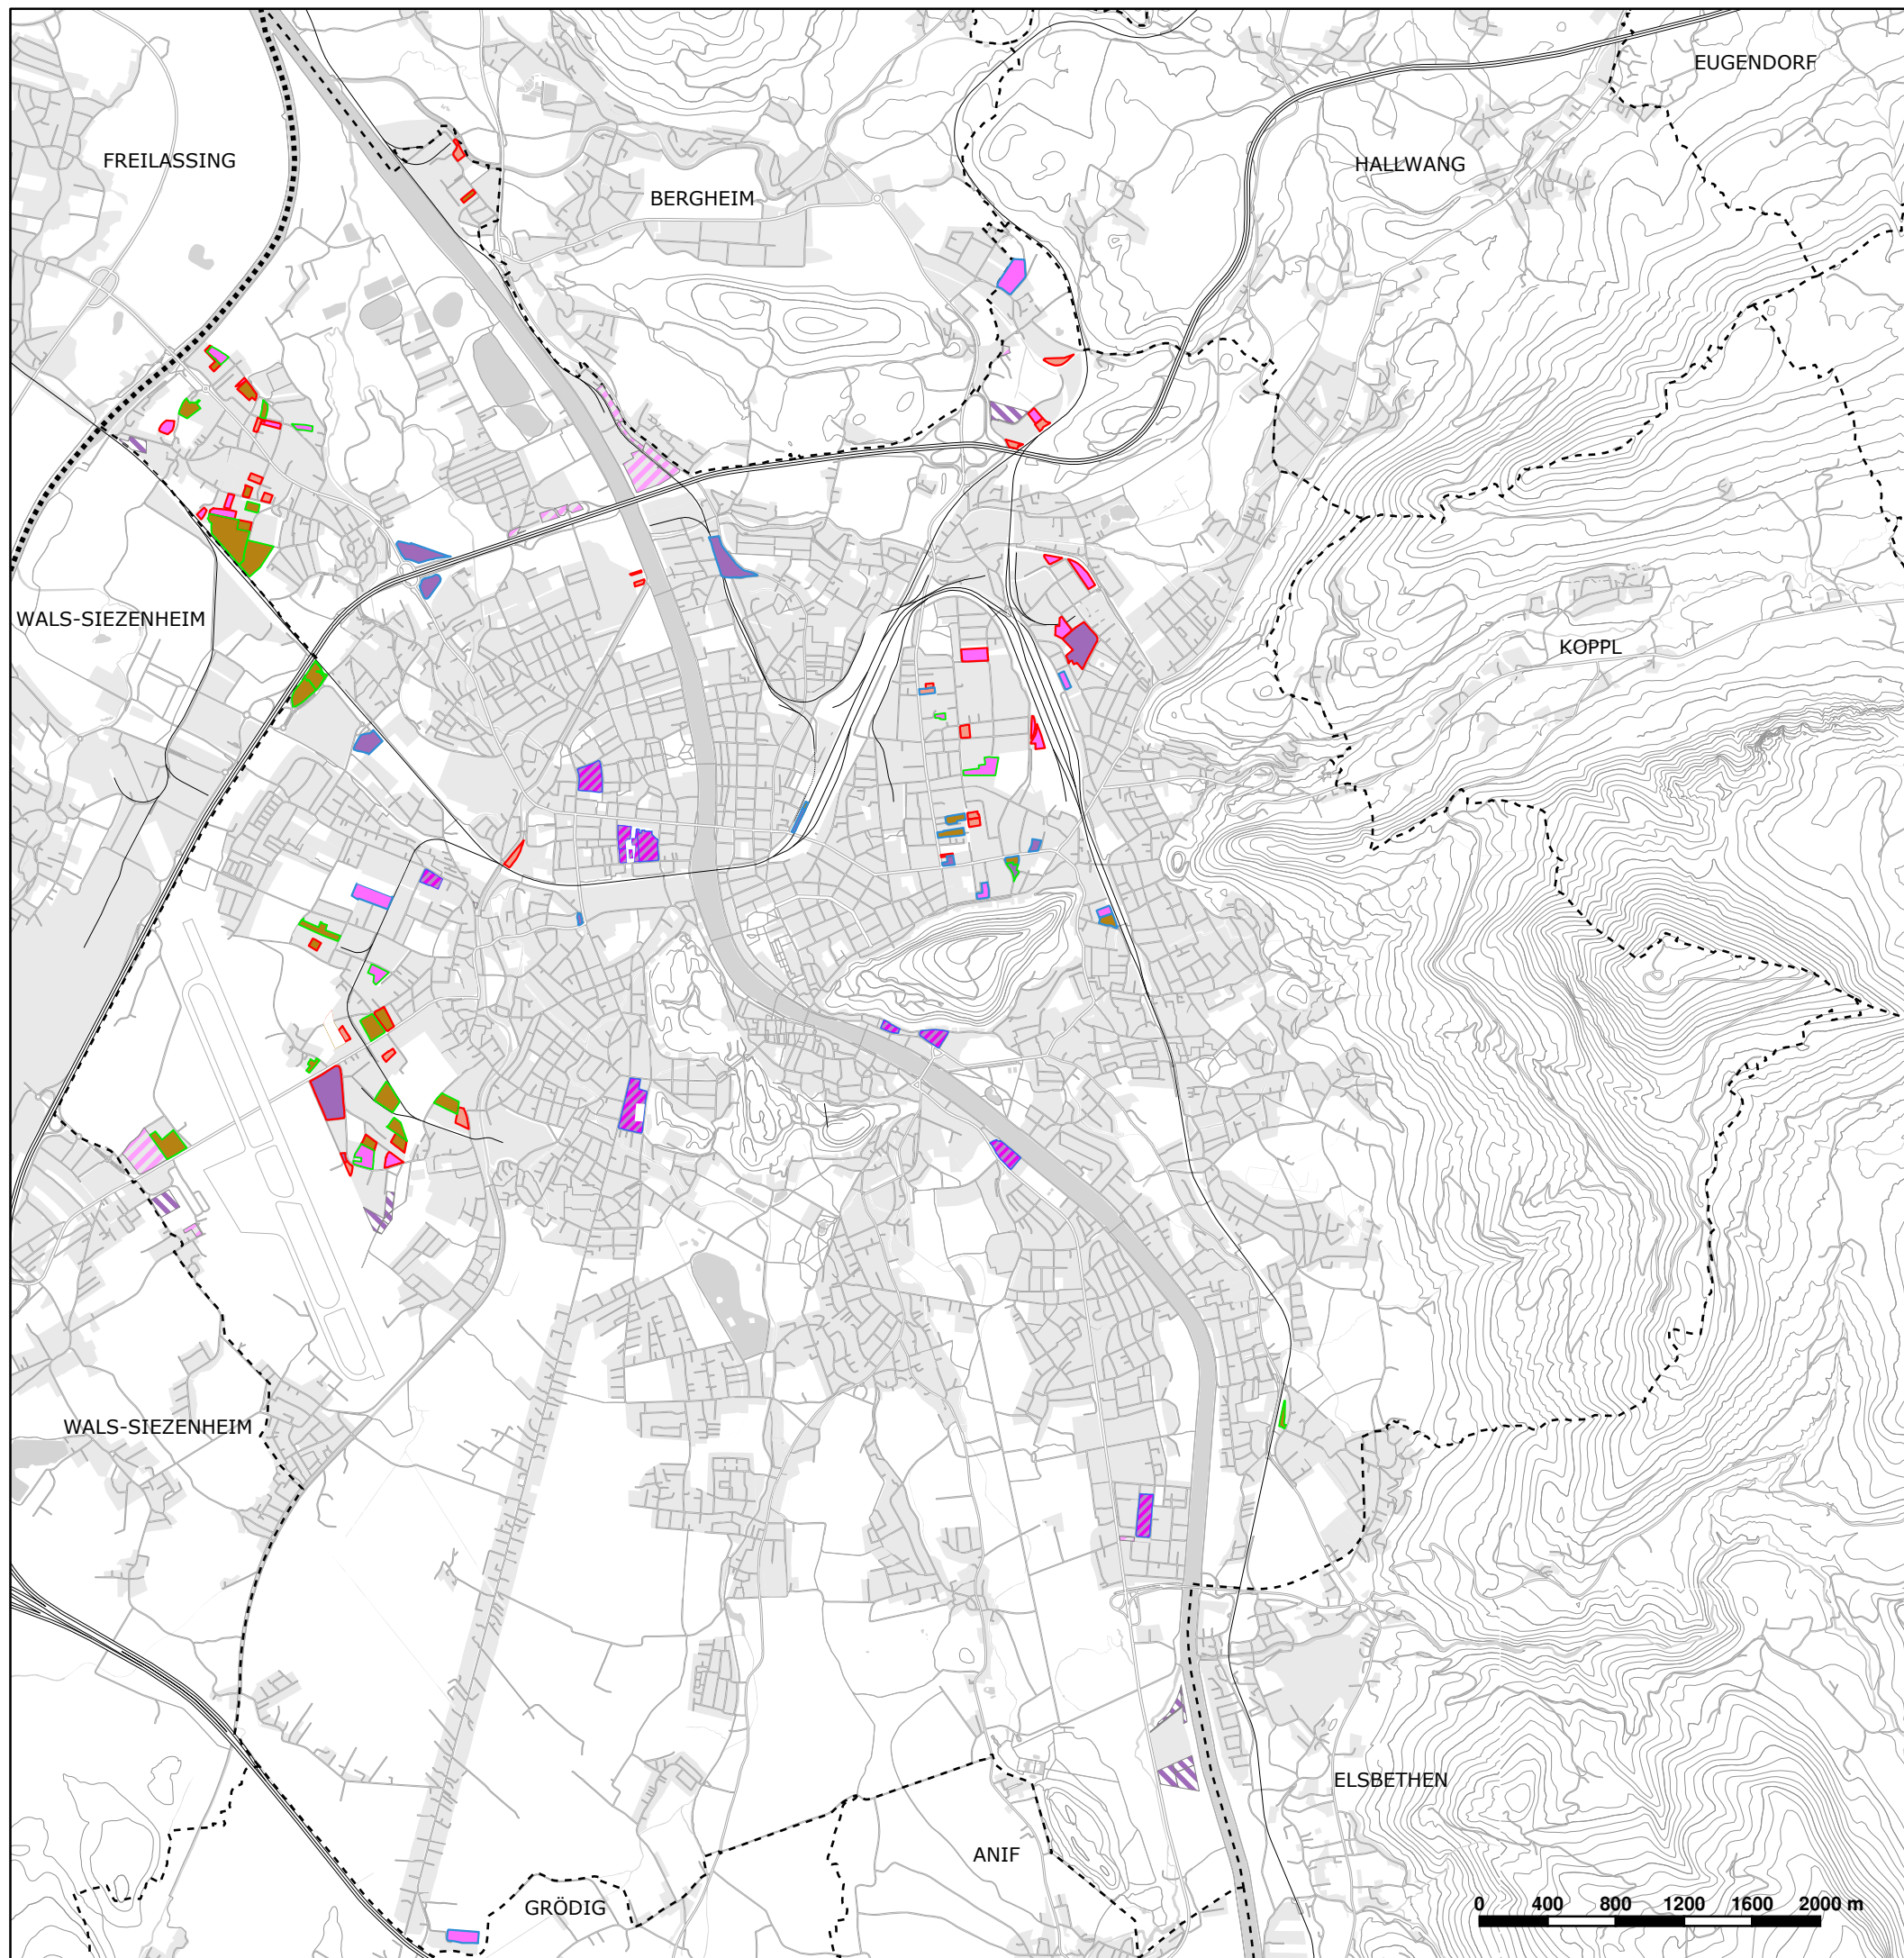 EUGENDORF
FREILASSING
HALLWANG
BERGHEIM
WALS-SIEZENHEIM
KOPPL
WALS-SIEZENHEIM
ELSBETHEN
ANIF
GRÖDIG
0 400 800 1200 1600 2000 m